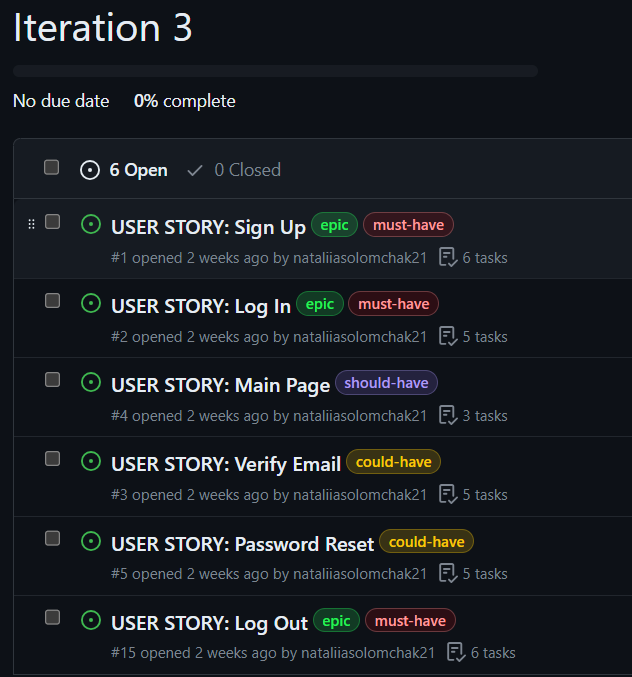 Iteration 3
No due date 0% complete
6 Open 0 Closed
USER STORY: Sign Up epic must-have
#1 opened 2 weeks ago by nataliiasolomchak21 6 tasks
USER STORY: Log In epic must-have
#2 opened 2 weeks ago by nataliiasolomchak21 5 tasks
USER STORY: Main Page should-have
#4 opened 2 weeks ago by nataliiasolomchak21 3 tasks
USER STORY: Verify Email could-have
#3 opened 2 weeks ago by nataliiasolomchak21 5 tasks
USER STORY: Password Reset could-have
#5 opened 2 weeks ago by nataliiasolomchak21 5 tasks
USER STORY: Log Out epic must-have
#15 opened 2 weeks ago by nataliiasolomchak21 6 tasks